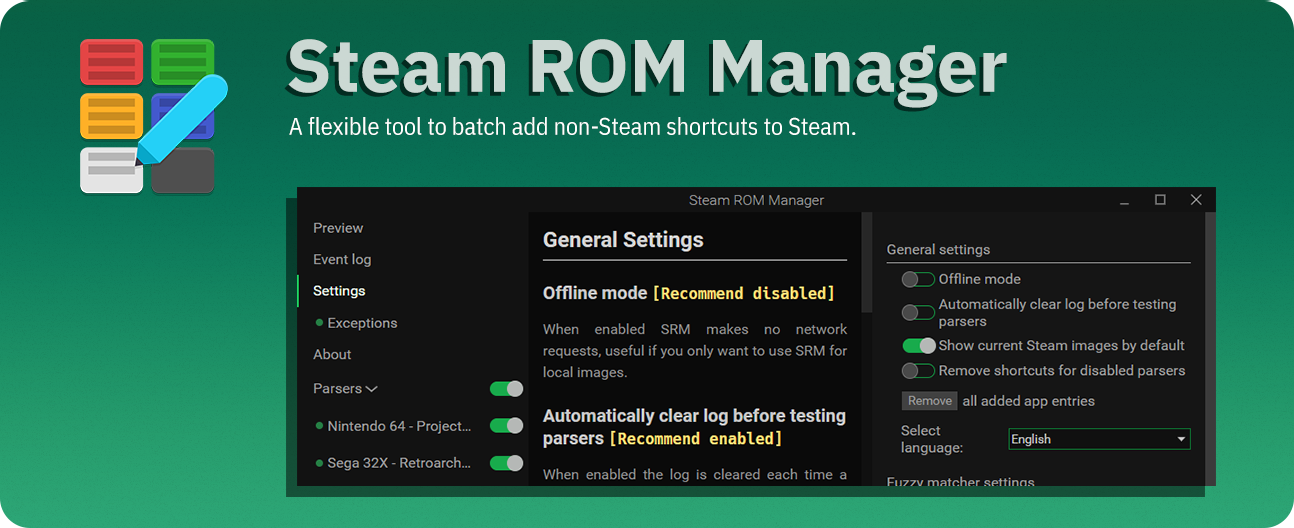 Steam ROM Manager
A flexible tool to batch add non-Steam shortcuts to Steam.
Steam ROM Manager
Preview
Event log
Settings
Exceptions
About
Parsers
Nintendo 64 - Project...
Sega 32X - Retroarch...
General Settings
Offline mode [Recommend disabled]
When enabled SRM makes no network
requests, useful if you only want to use SRM for
local images.
Automatically clear log before testing
parsers [Recommend enabled]
When enabled the log is cleared each time a
General settings
Offline mode
Automatically clear log before testing
parsers
Show current Steam images by default
Remove shortcuts for disabled parsers
Remove all added app entries
Select
language:
English
Fuzzy matcher settings